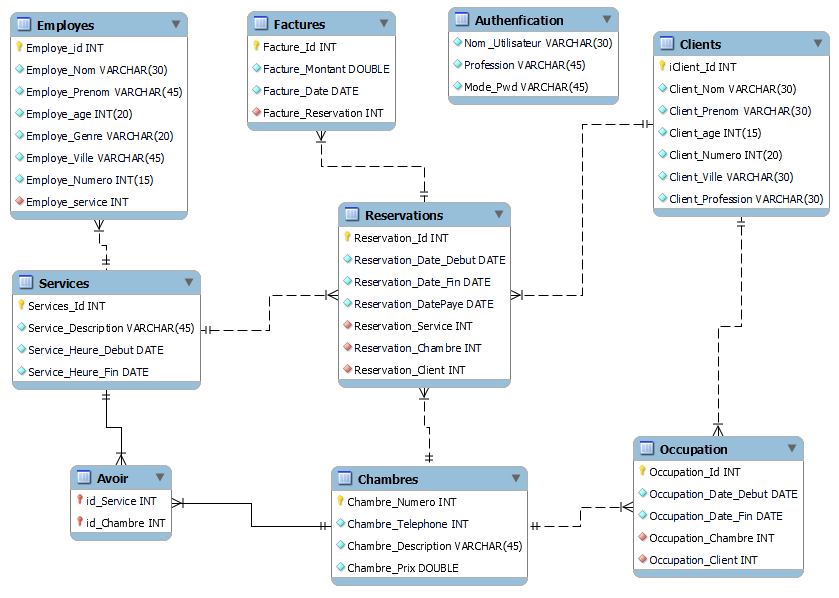 Employes
Employe_id INT
Employe_Nom VARCHAR(30)
Employe_Prenom VARCHAR(45)
Employe_age INT(20)
Employe_Genre VARCHAR(20)
Employe_Ville VARCHAR(45)
Employe_Numero INT(15)
Employe_service INT
Factures
Facture_Id INT
Facture_Montant DOUBLE
Facture_Date DATE
Facture_Reservation INT
Authenfication
Nom_Utilisateur VARCHAR(30)
Profession VARCHAR(45)
Mode_Pwd VARCHAR(45)
Clients
iClient_Id INT
Client_Nom VARCHAR(30)
Client_Prenom VARCHAR(30)
Client_age INT(15)
Client_Numero INT(20)
Client_Ville VARCHAR(30)
Client_Profession VARCHAR(30)
Reservations
Reservation_Id INT
Reservation_Date_Debut DATE
Reservation_Date_Fin DATE
Reservation_DatePaye DATE
Reservation_Service INT
Reservation_Chambre INT
Reservation_Client INT
Services
Services_Id INT
Service_Description VARCHAR(45)
Service_Heure_Debut DATE
Service_Heure_Fin DATE
Avoir
id_Service INT
id_Chambre INT
Chambres
Chambre_Numero INT
Chambre_Telephone INT
Chambre_Description VARCHAR(45)
Chambre_Prix DOUBLE
Occupation
Occupation_Id INT
Occupation_Date_Debut DATE
Occupation_Date_Fin DATE
Occupation_Chambre INT
Occupation_Client INT